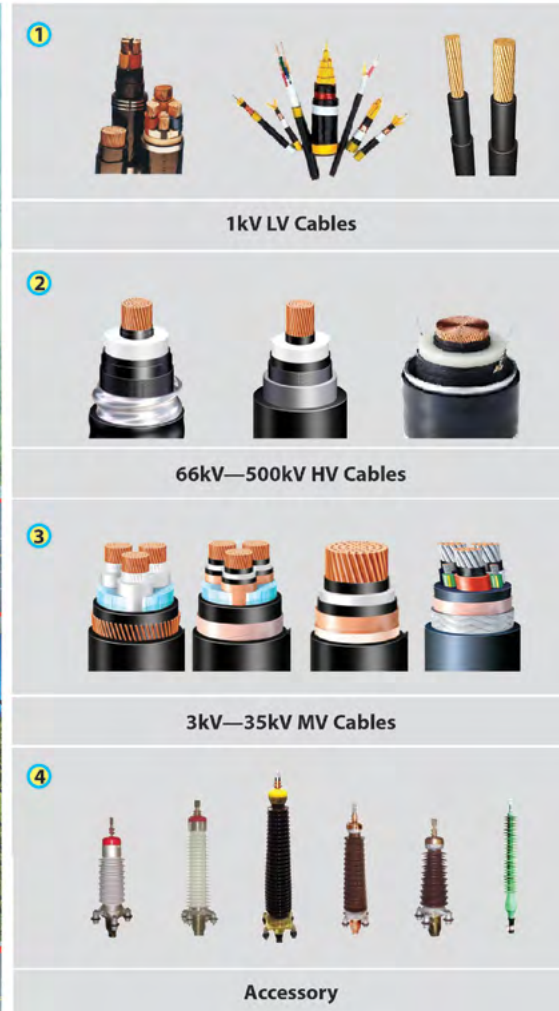 1
1kV LV Cables
2
66kV—500kV HV Cables
3
3kV—35kV MV Cables
4
Accessory